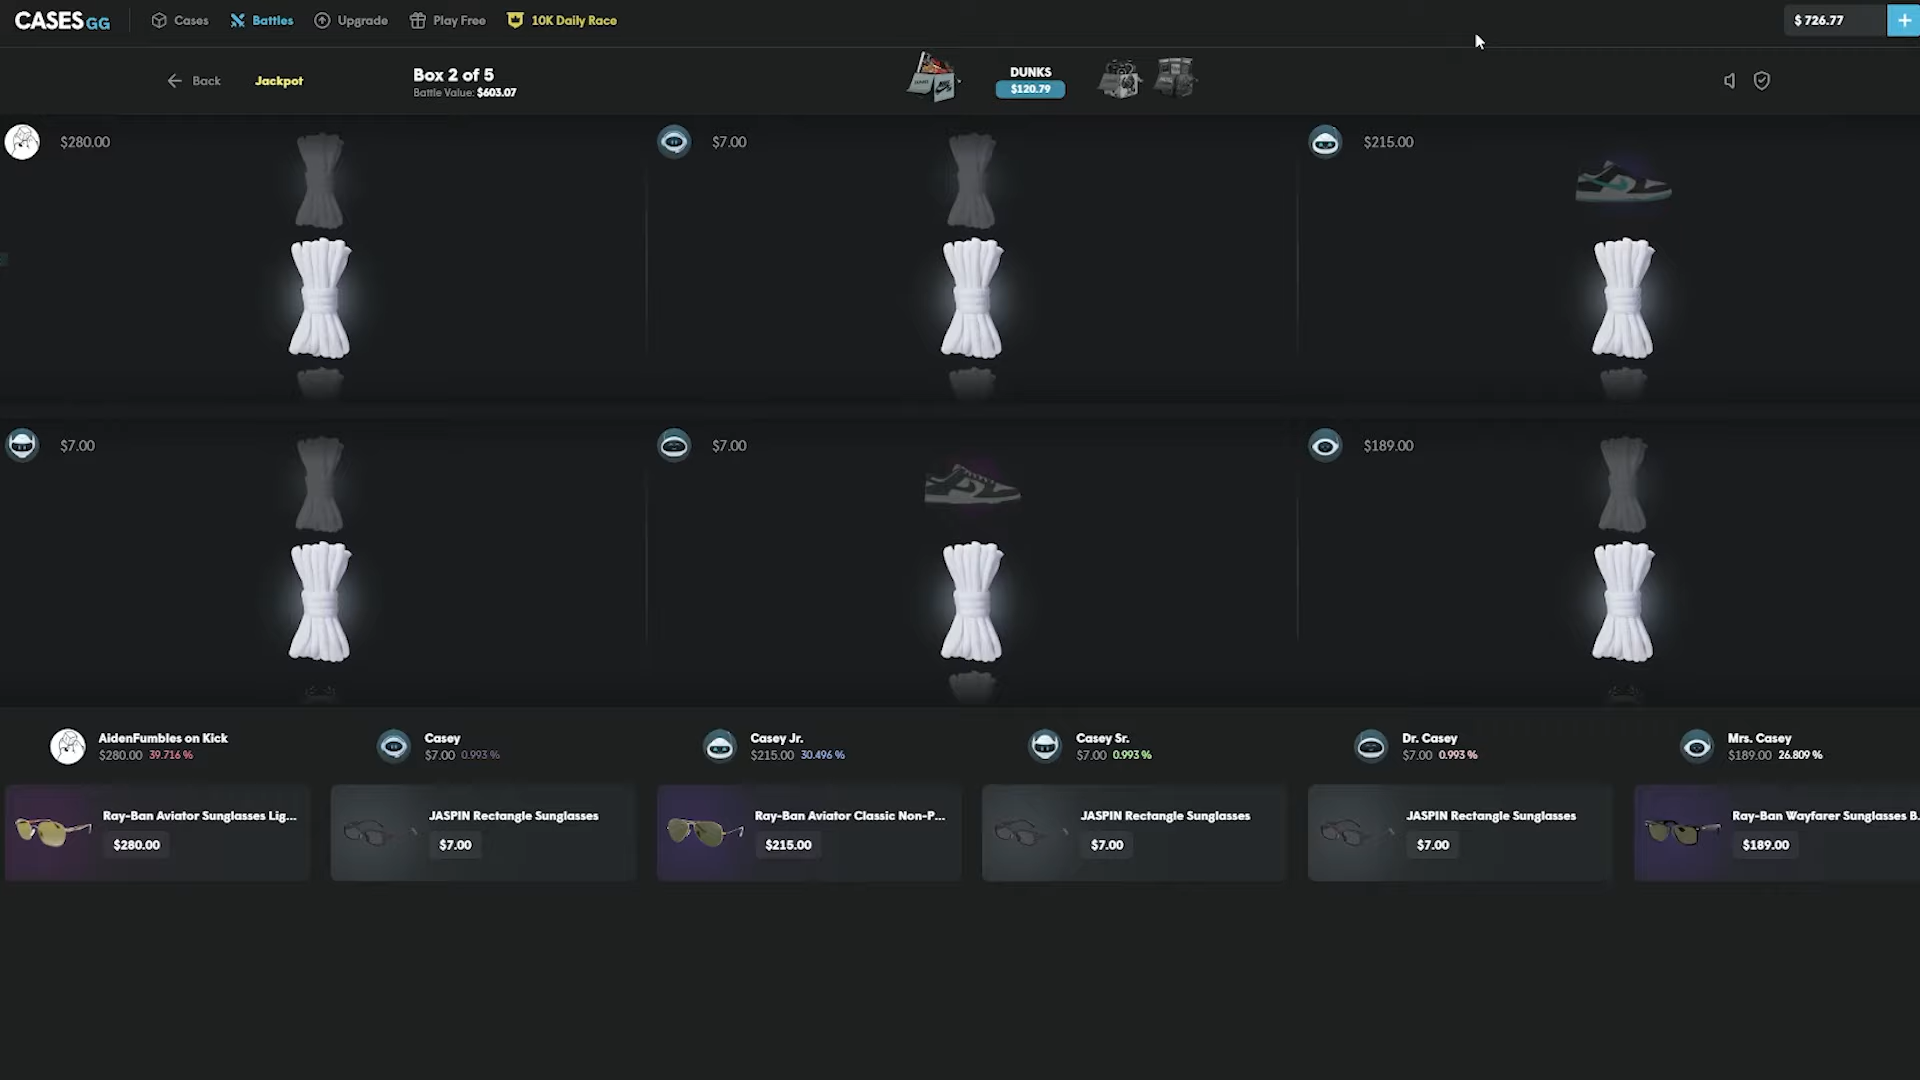 CASESGG
Cases
Battles
Upgrade
Play Free
10K Daily Race
$ 726.77
+
Back
Jackpot
Box 2 of 5
Battle Value: $603.07
DUNKS
$120.79
$280.00
$7.00
$215.00
$7.00
$7.00
$189.00
AidenFumbles on Kick
$280.00 39.716 %
Casey
$7.00 0.993 %
Casey Jr.
$215.00 30.496 %
Casey Sr.
$7.00 0.993 %
Dr. Casey
$7.00 0.993 %
Mrs. Casey
$189.00 26.809 %
Ray-Ban Aviator Sunglasses Lig...
$280.00
JASPIN Rectangle Sunglasses
$7.00
Ray-Ban Aviator Classic Non-P...
$215.00
JASPIN Rectangle Sunglasses
$7.00
JASPIN Rectangle Sunglasses
$7.00
Ray-Ban Wayfarer Sunglasses B.
$189.00